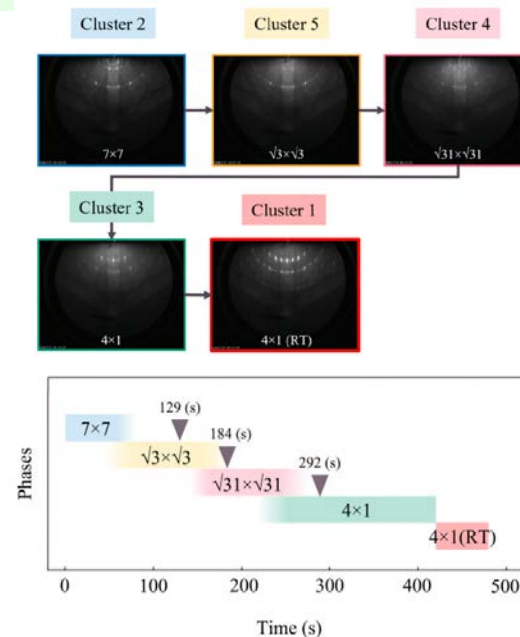 Cluster 2
Cluster 5
Cluster 4
7×7
√3×√3
√31×√31
Cluster 3
Cluster 1
4×1
4×1 (RT)
129 (s)
7×7
184 (s)
√3×√3
292 (s)
√31×√31
4×1
4×1(RT)
Phases
0 100 200 300 400 500
Time (s)